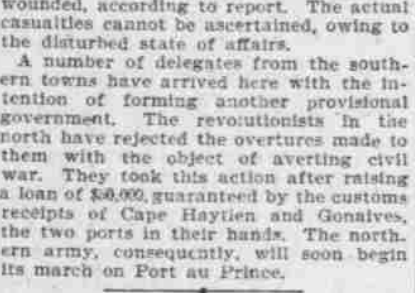 wounded, according to report. The actual
casualties cannot be ascertained, owing to
the disturbed state of affairs.
A number of delegates from the south-
ern towns have arrived here with the in-
tention of forming another provisional
government. The revolutionists in the
north have rejected the overtures made to
them with the object of averting civil
war. They took this action after raising
a loan of guaranteed by the customs
receipts of Cape Haytien and Gonaives,
the two ports in their hands. The north-
ern army, consequently, will soon begin
its march on Port au Prince.